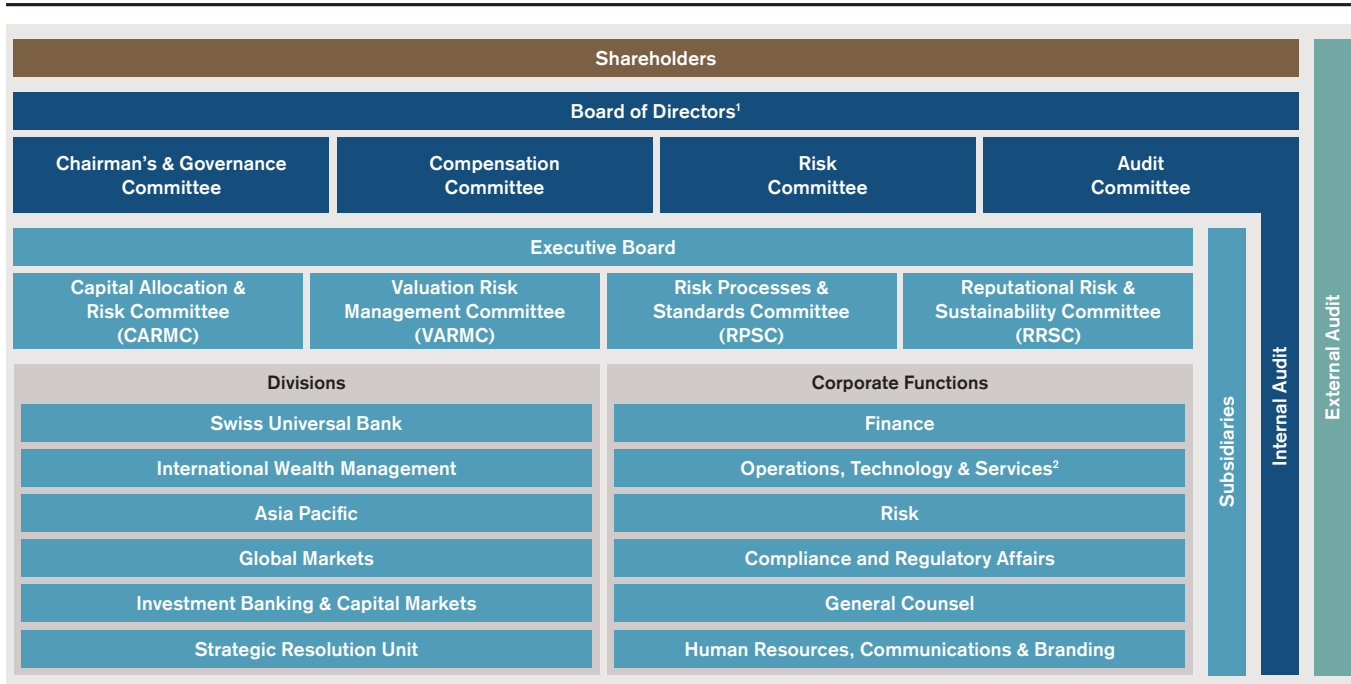 Shareholders
Board of Directors¹
Chairman's & Governance
Committee
Compensation
Committee
Risk
Committee
Audit
Committee
Executive Board
Capital Allocation &
Risk Committee
(CARMC)
Valuation Risk
Management Committee
(VARMC)
Risk Processes &
Standards Committee
(RPSC)
Reputational Risk &
Sustainability Committee
(RRSC)
Divisions
Swiss Universal Bank
International Wealth Management
Asia Pacific
Global Markets
Investment Banking & Capital Markets
Strategic Resolution Unit
Corporate Functions
Finance
Operations, Technology & Services²
Risk
Compliance and Regulatory Affairs
General Counsel
Human Resources, Communications & Branding
Subsidiaries
Internal Audit
External Audit